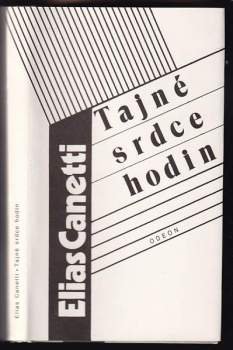 Elias Canetti • Tajné srdce hodin
Elias Canetti
Tajné
srdce
hodin
ODEON